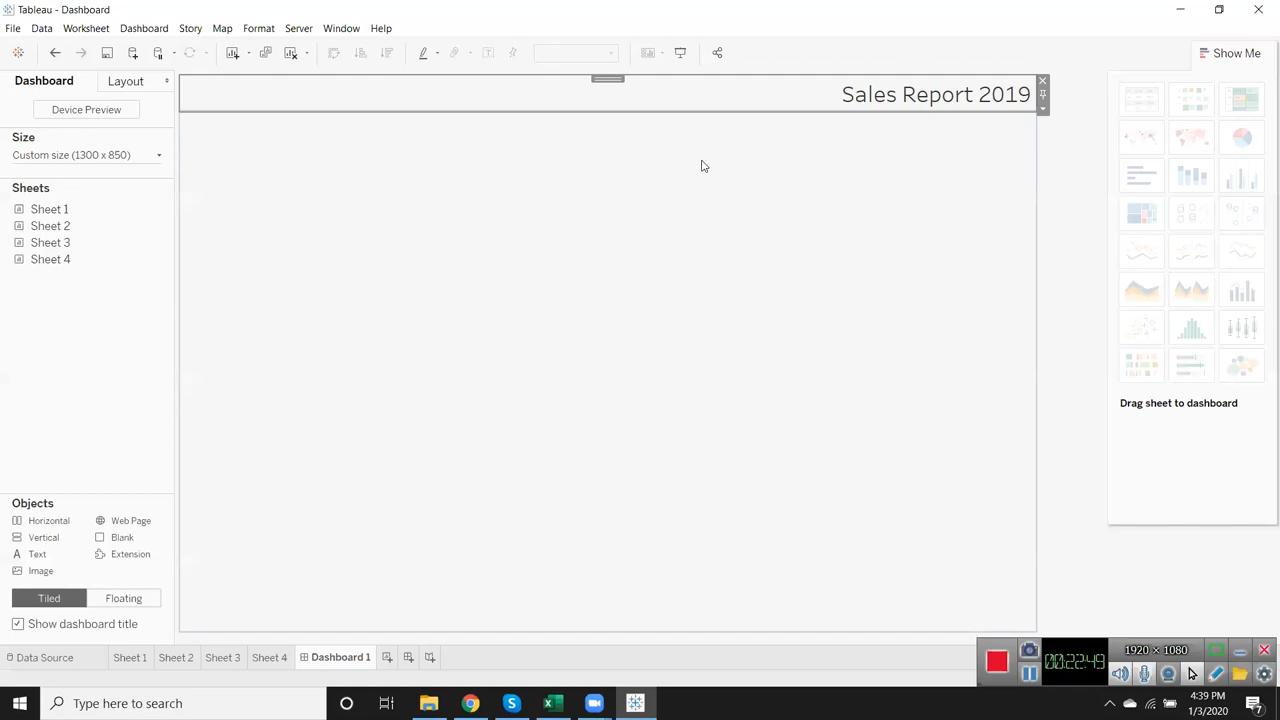 Tableau - Dashboard
File Data Worksheet Dashboard Story Map Format Server Window Help
Show Me
Dashboard Layout
Sales Report 2019
Device Preview
Size
Custom size (1300 x 850)
Sheets
Sheet 1
Sheet 2
Sheet 3
Sheet 4
Drag sheet to dashboard
Objects
Horizontal Web Page
Vertical Blank
A Text Extension
Image
Tiled Floating
Show dashboard title
Data Source Sheet 1 Sheet 2 Sheet 3 Sheet 4 Dashboard 1
00:22:49
1920 × 1080
Type here to search
4:39 PM
1/3/2020
7